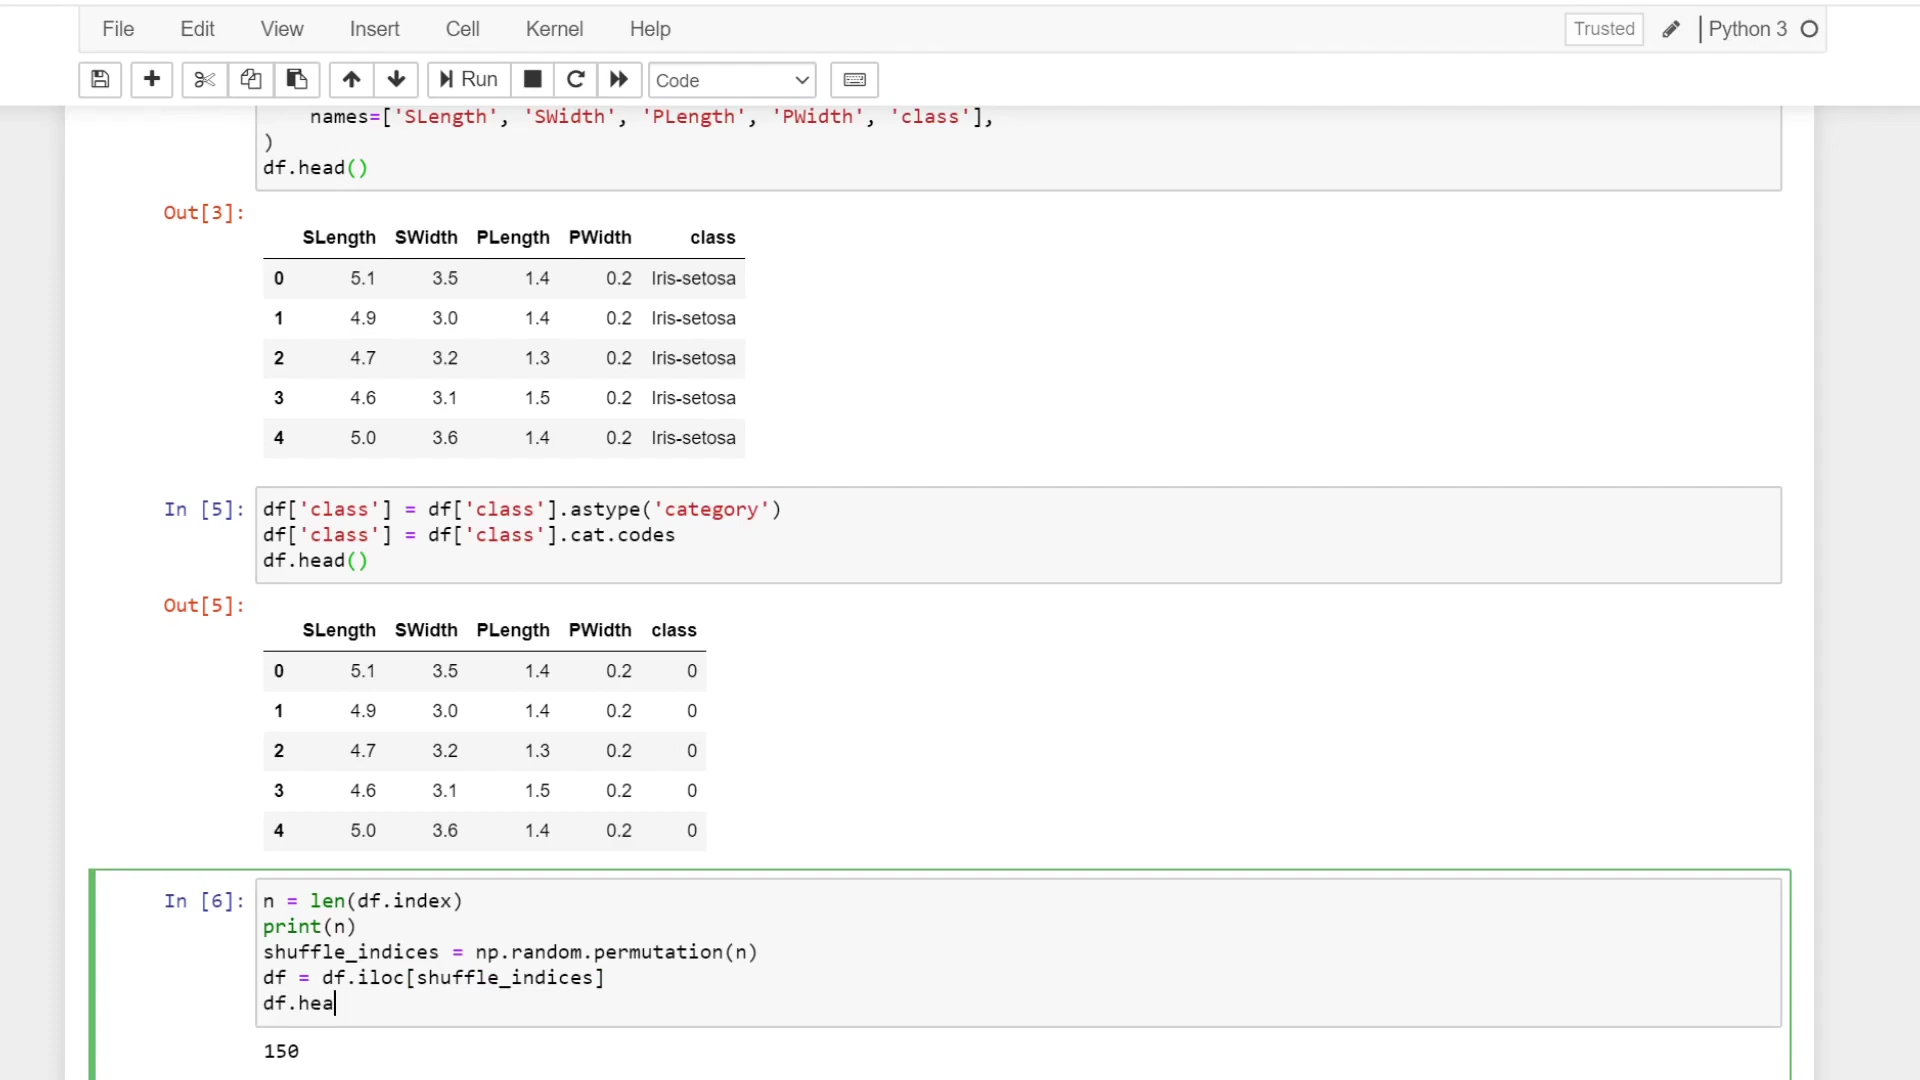 File Edit View Insert Cell Kernel Help Trusted Python 3
Run Code
names=['SLength', 'SWidth', 'PLength', 'PWidth', 'class'],
)
df.head()
Out[3]:
SLength SWidth PLength PWidth class
0 5.1 3.5 1.4 0.2 Iris-setosa
1 4.9 3.0 1.4 0.2 Iris-setosa
2 4.7 3.2 1.3 0.2 Iris-setosa
3 4.6 3.1 1.5 0.2 Iris-setosa
4 5.0 3.6 1.4 0.2 Iris-setosa
In [5]: df['class'] = df['class'].astype('category')
df['class'] = df['class'].cat.codes
df.head()
Out[5]:
SLength SWidth PLength PWidth class
0 5.1 3.5 1.4 0.2 0
1 4.9 3.0 1.4 0.2 0
2 4.7 3.2 1.3 0.2 0
3 4.6 3.1 1.5 0.2 0
4 5.0 3.6 1.4 0.2 0
In [6]: n = len(df.index)
print(n)
shuffle_indices = np.random.permutation(n)
df = df.iloc[shuffle_indices]
df.hea
150